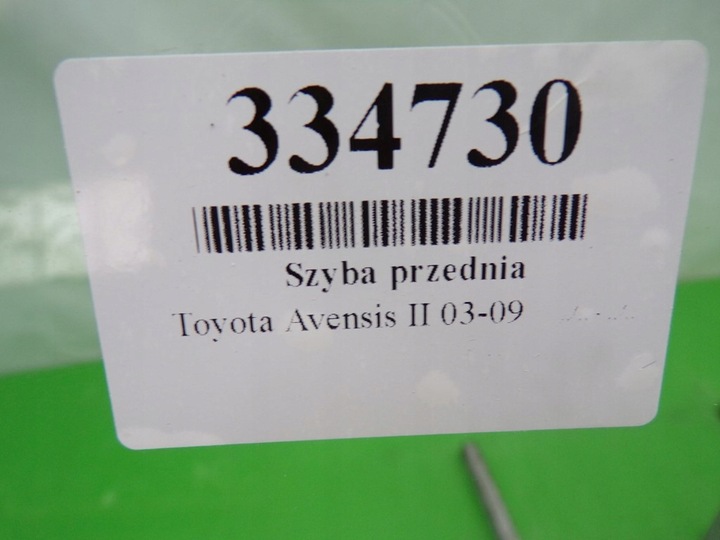 334730
Szyba przednia
Toyota Avensis II 03-09